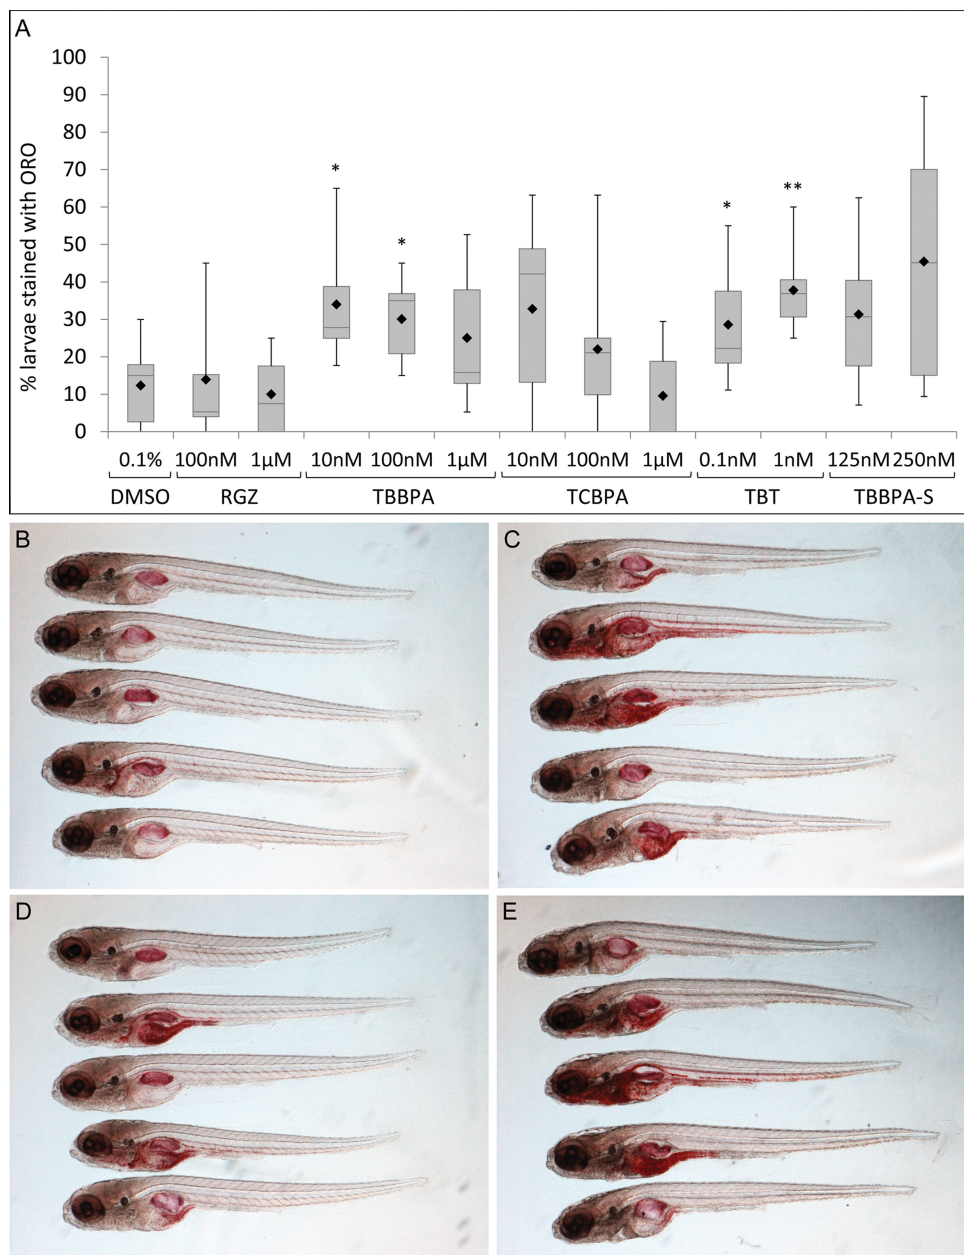 A
100
90
80
70
60
50
40
30
20
10
0
% larvae stained with ORO
*
*
*
**
0.1% 100nM 1µM 10nM 100nM 1µM 10nM 100nM 1µM 0.1nM 1nM 125nM 250nM
DMSO RGZ TBBPA TCBPA TBT TBBPA-S
B
C
D
E